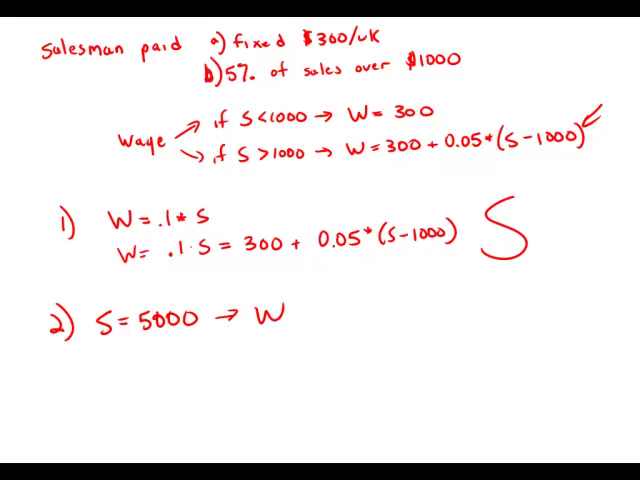 Salesman paid a) fixed $300/wk
b) 5% of sales over $1000
Wage
if S<1000 → W = 300
if S>1000 → W = 300 + 0.05*(S-1000)
1) W = .1 * S
W = .1 · S = 300 + 0.05*(S-1000) S
2) S = 5000 → W